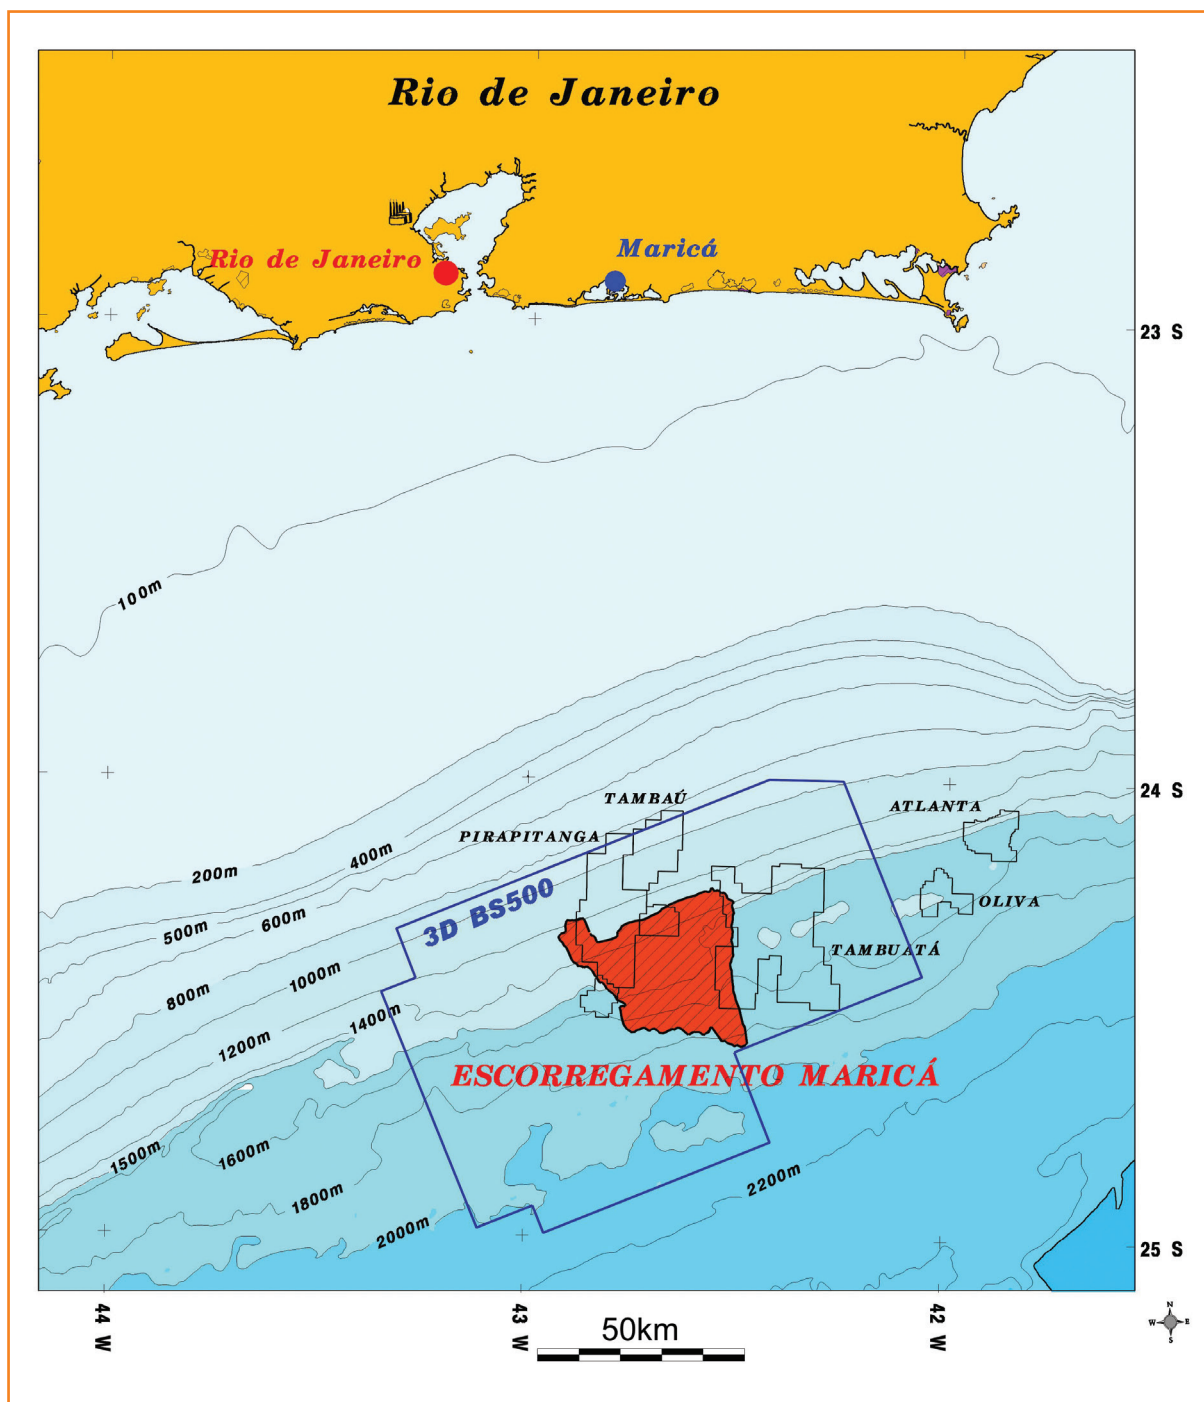 Rio de Janeiro
Maricá
Rio de Janeiro
23 S
100m
TAMBAÚ
24 S
ATLANTA
PIRAPITANGA
400m
200m
600m
500m
3D BS500
OLIVA
TAMBUATÁ
1000m
800m
1400m
1200m
ESCORREGAMENTO MARICÁ
1500m
1600m
2200m
1800m
2000m
25 S
44 W
43 W
42 W
50km
N
W
E
S